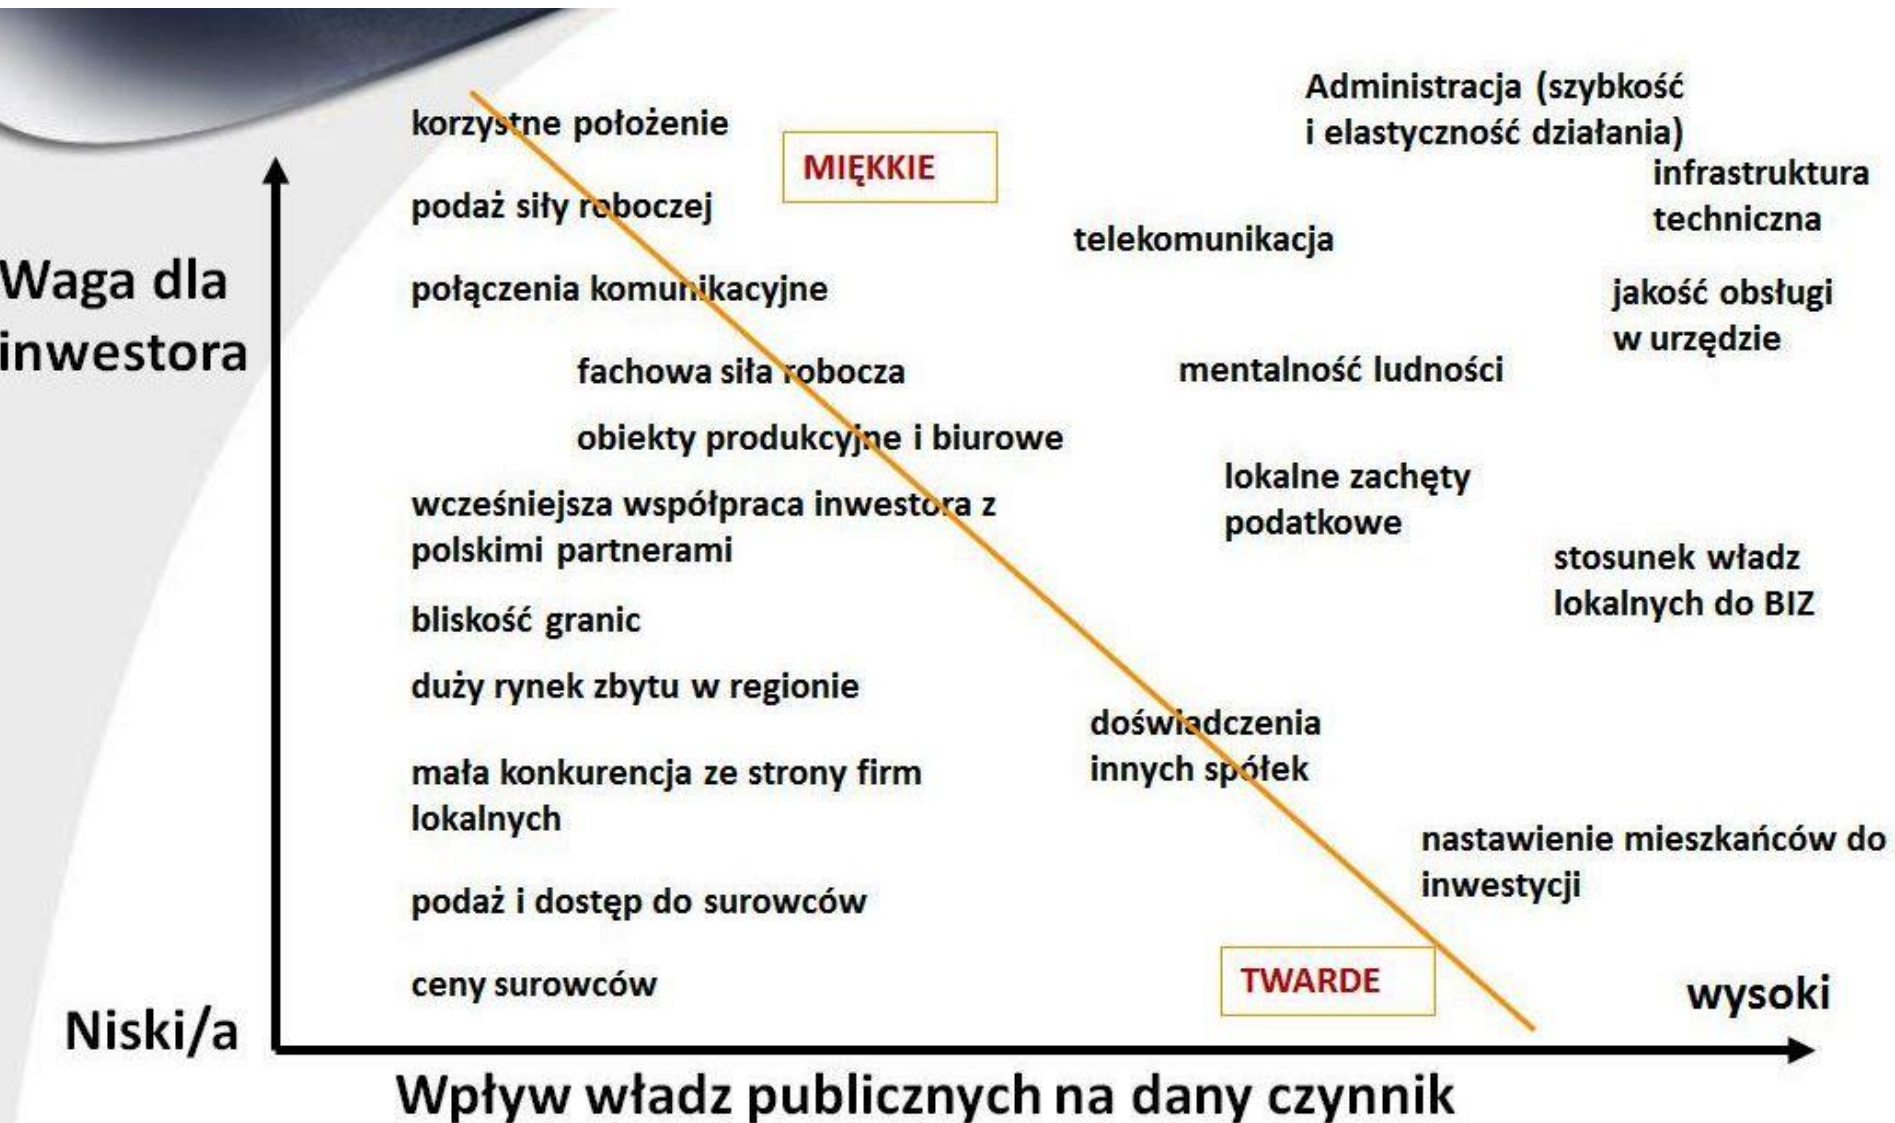 Administracja (szybkość
i elastyczność działania)
korzystne położenie
MIĘKKIE
infrastruktura
techniczna
podaż siły roboczej
telekomunikacja
Waga dla
inwestora
połączenia komunikacyjne
jakość obsługi
w urzędzie
fachowa siła robocza
mentalność ludności
obiekty produkcyjne i biurowe
lokalne zachęty
podatkowe
wcześniejsza współpraca inwestora z
polskimi partnerami
stosunek władz
lokalnych do BIZ
bliskość granic
duży rynek zbytu w regionie
doświadczenia
innych spółek
mała konkurencja ze strony firm
lokalnych
nastawienie mieszkańców do
inwestycji
podaż i dostęp do surowców
TWARDE
ceny surowców
wysoki
Niski/a
Wpływ władz publicznych na dany czynnik